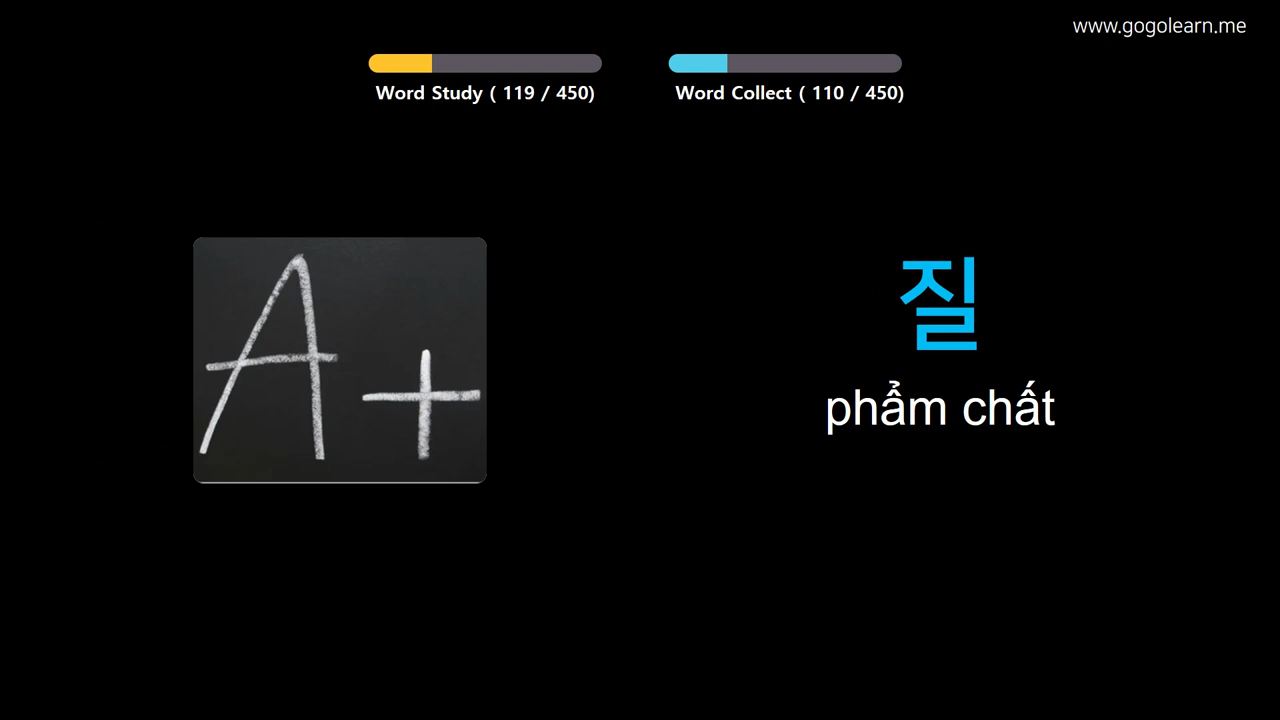 www.gogolearn.me
Word Study ( 119 / 450)
Word Collect ( 110 / 450)
A+
질
phẩm chất